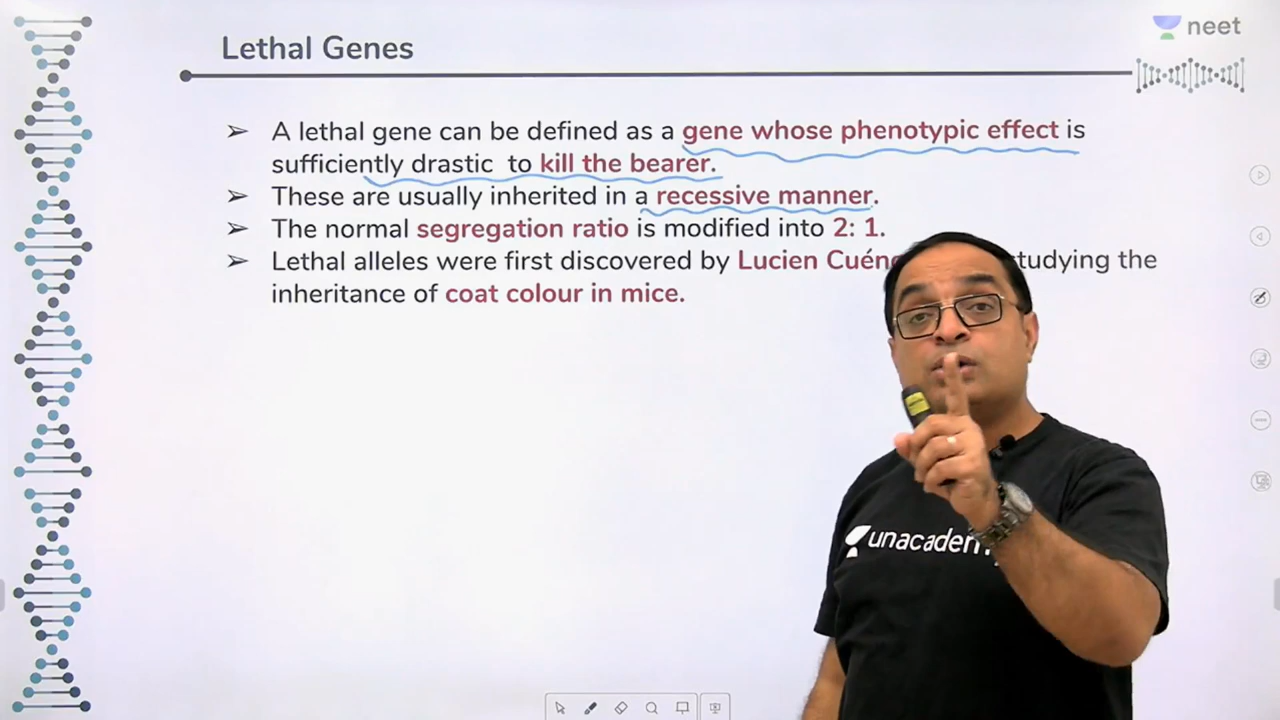 neet
Lethal Genes
➢ A lethal gene can be defined as a gene whose phenotypic effect is
sufficiently drastic to kill the bearer.
➢ These are usually inherited in a recessive manner.
➢ The normal segregation ratio is modified into 2: 1.
➢ Lethal alleles were first discovered by Lucien studying the
inheritance of coat colour in mice.
unacademy